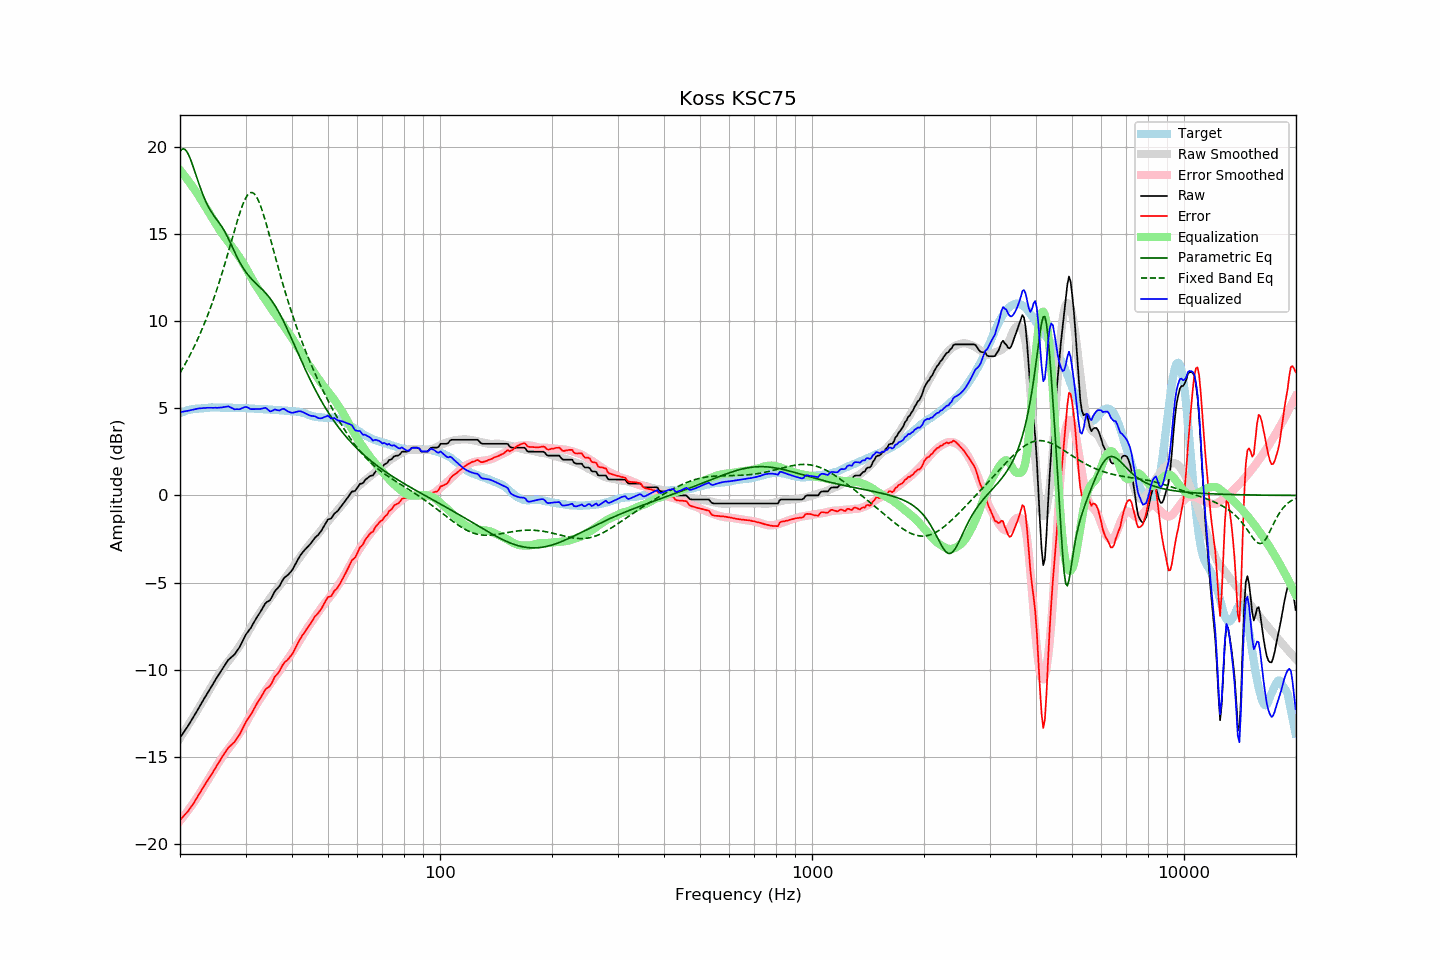 Koss KSC75
Target
Raw Smoothed
Error Smoothed
Raw
Error
Equalization
Parametric Eq
Fixed Band Eq
Equalized
Amplitude (dBr)
20
15
10
5
0
−5
−10
−15
−20
100
1000
10000
Frequency (Hz)